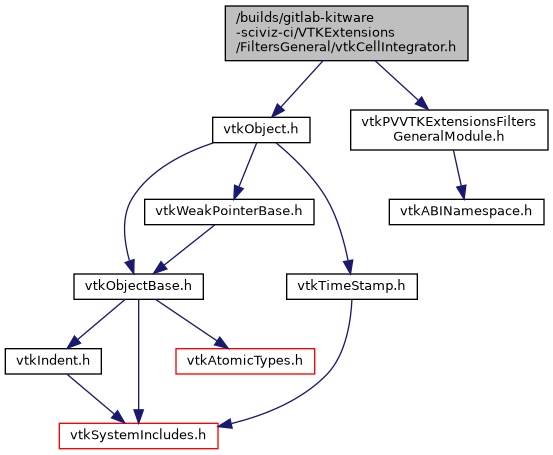 /builds/gitlab-kitware
-sciviz-ci/VTKExtensions
/FiltersGeneral/vtkCellIntegrator.h
vtkObject.h
vtkPVVTKExtensionsFilters
GeneralModule.h
vtkWeakPointerBase.h
vtkABINamespace.h
vtkObjectBase.h
vtkTimeStamp.h
vtkIndent.h
vtkAtomicTypes.h
vtkSystemIncludes.h